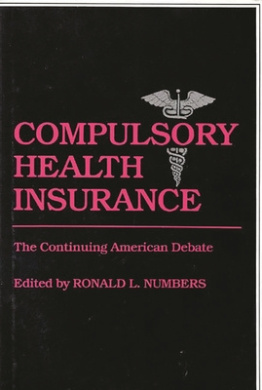 COMPULSORY
HEALTH
INSURANCE
The Continuing American Debate
Edited by RONALD L. NUMBERS